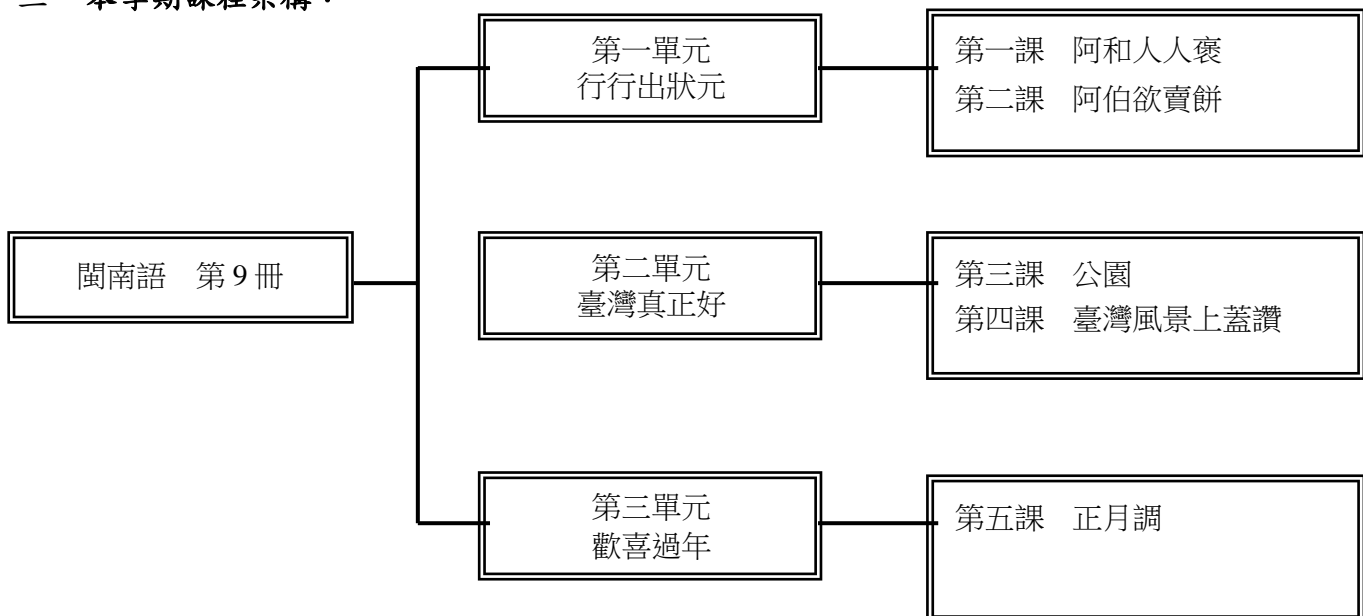 本學期課程架構：
第一單元
行行出狀元
第一課　阿和人人褒
第二課　阿伯欲賣餅
閩南語　第 9 冊
第二單元
臺灣真正好
第三課　公園
第四課　臺灣風景上蓋讚
第三單元
歡喜過年
第五課　正月調